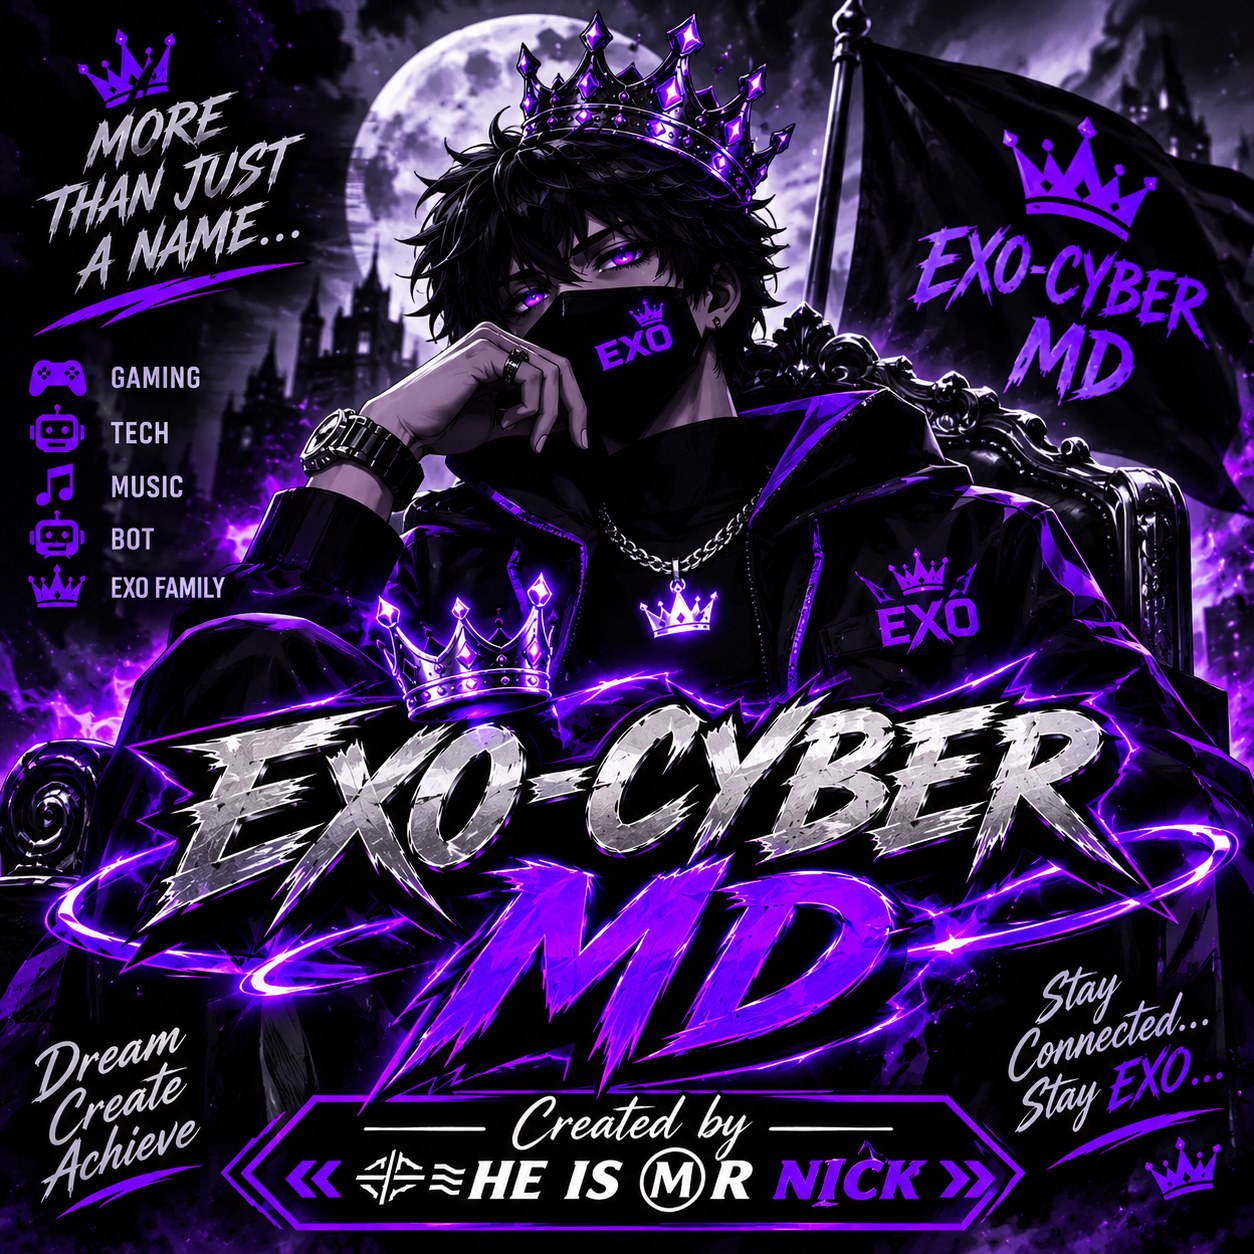 MORE
THAN JUST
A NAME...
EXO-CYBER
MD
EXO
GAMING
TECH
MUSIC
BOT
EXO FAMILY
EXO
EXO-CYBER
MD
Dream
Create
Achieve
Stay
Connected...
Stay EXO...
Created by
HE IS Ⓜ R NICK